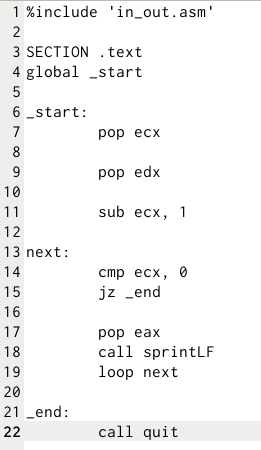 1 %include 'in_out.asm'
2
3 SECTION .text
4 global _start
5
6 _start:
7         pop ecx
8
9         pop edx
10
11         sub ecx, 1
12
13 next:
14         cmp ecx, 0
15         jz _end
16
17         pop eax
18         call sprintLF
19         loop next
20
21 _end:
22         call quit